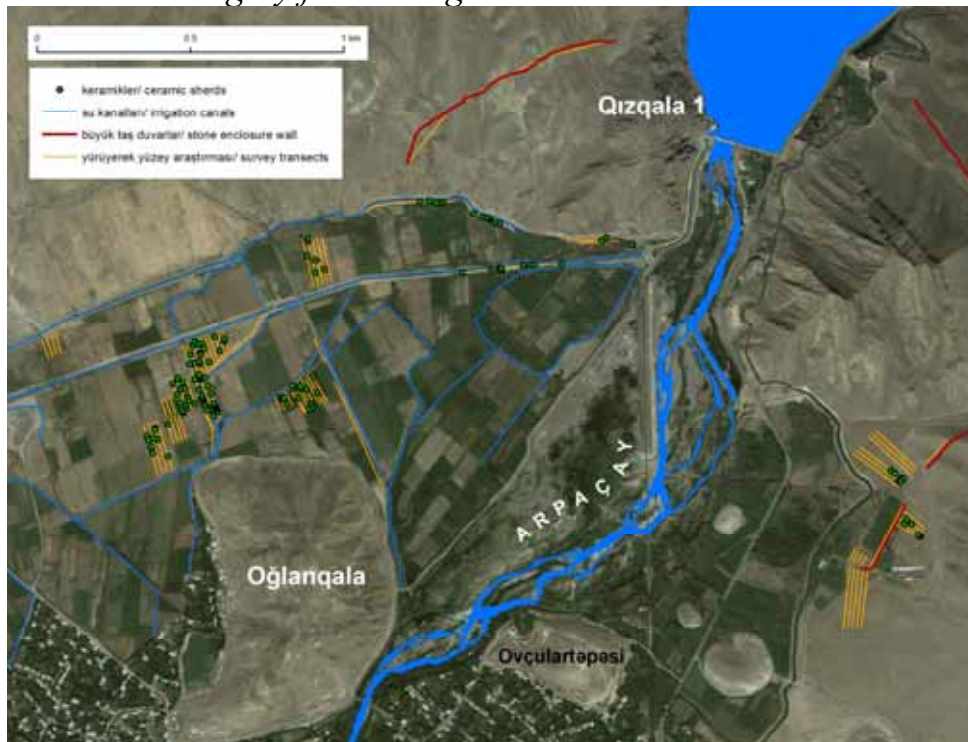 0 0.5 1 km
keramikler/ ceramic sherds
su kanalları/ irrigation canals
büyük taş duvarlar/ stone enclosure wall
yürüyerek yüzey araştırması/ survey transects
Qızqala 1
ARPAÇAY
Oğlanqala
Ovçulartəpəsi